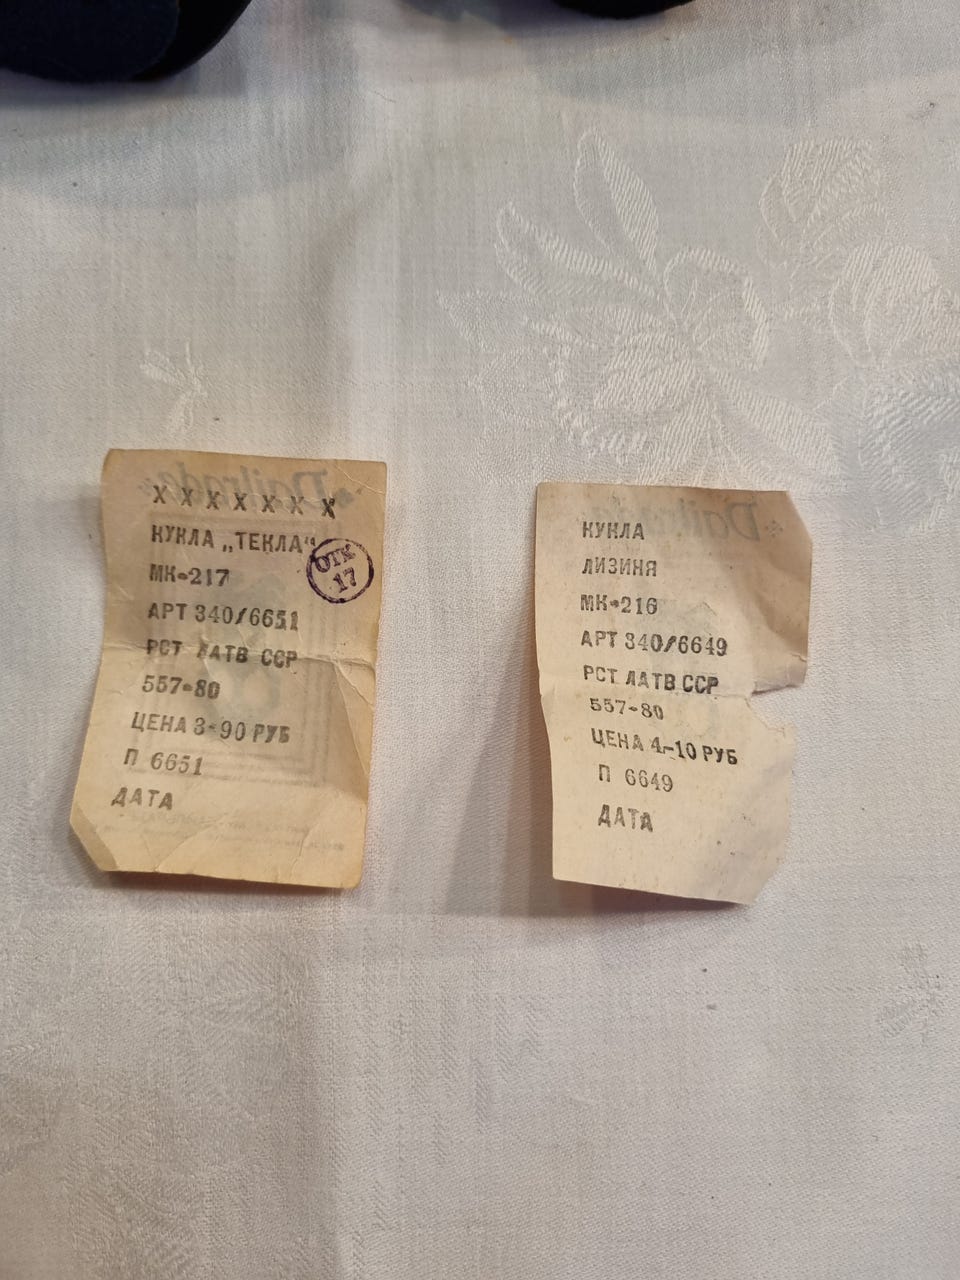 X X X X X X X
КУКЛА „ТЕКЛА“
МК-217
АРТ 340/6651
РСТ ЛАТВ ССР
557-80
ЦЕНА 3-90 РУБ
П 6651
ДАТА
ОТК
17
КУКЛА
ЛИЗИНЯ
МК-216
АРТ 340/6649
РСТ ЛАТВ ССР
557-80
ЦЕНА 4-10 РУБ
П 6649
ДАТА
Dailrade
Dailrade